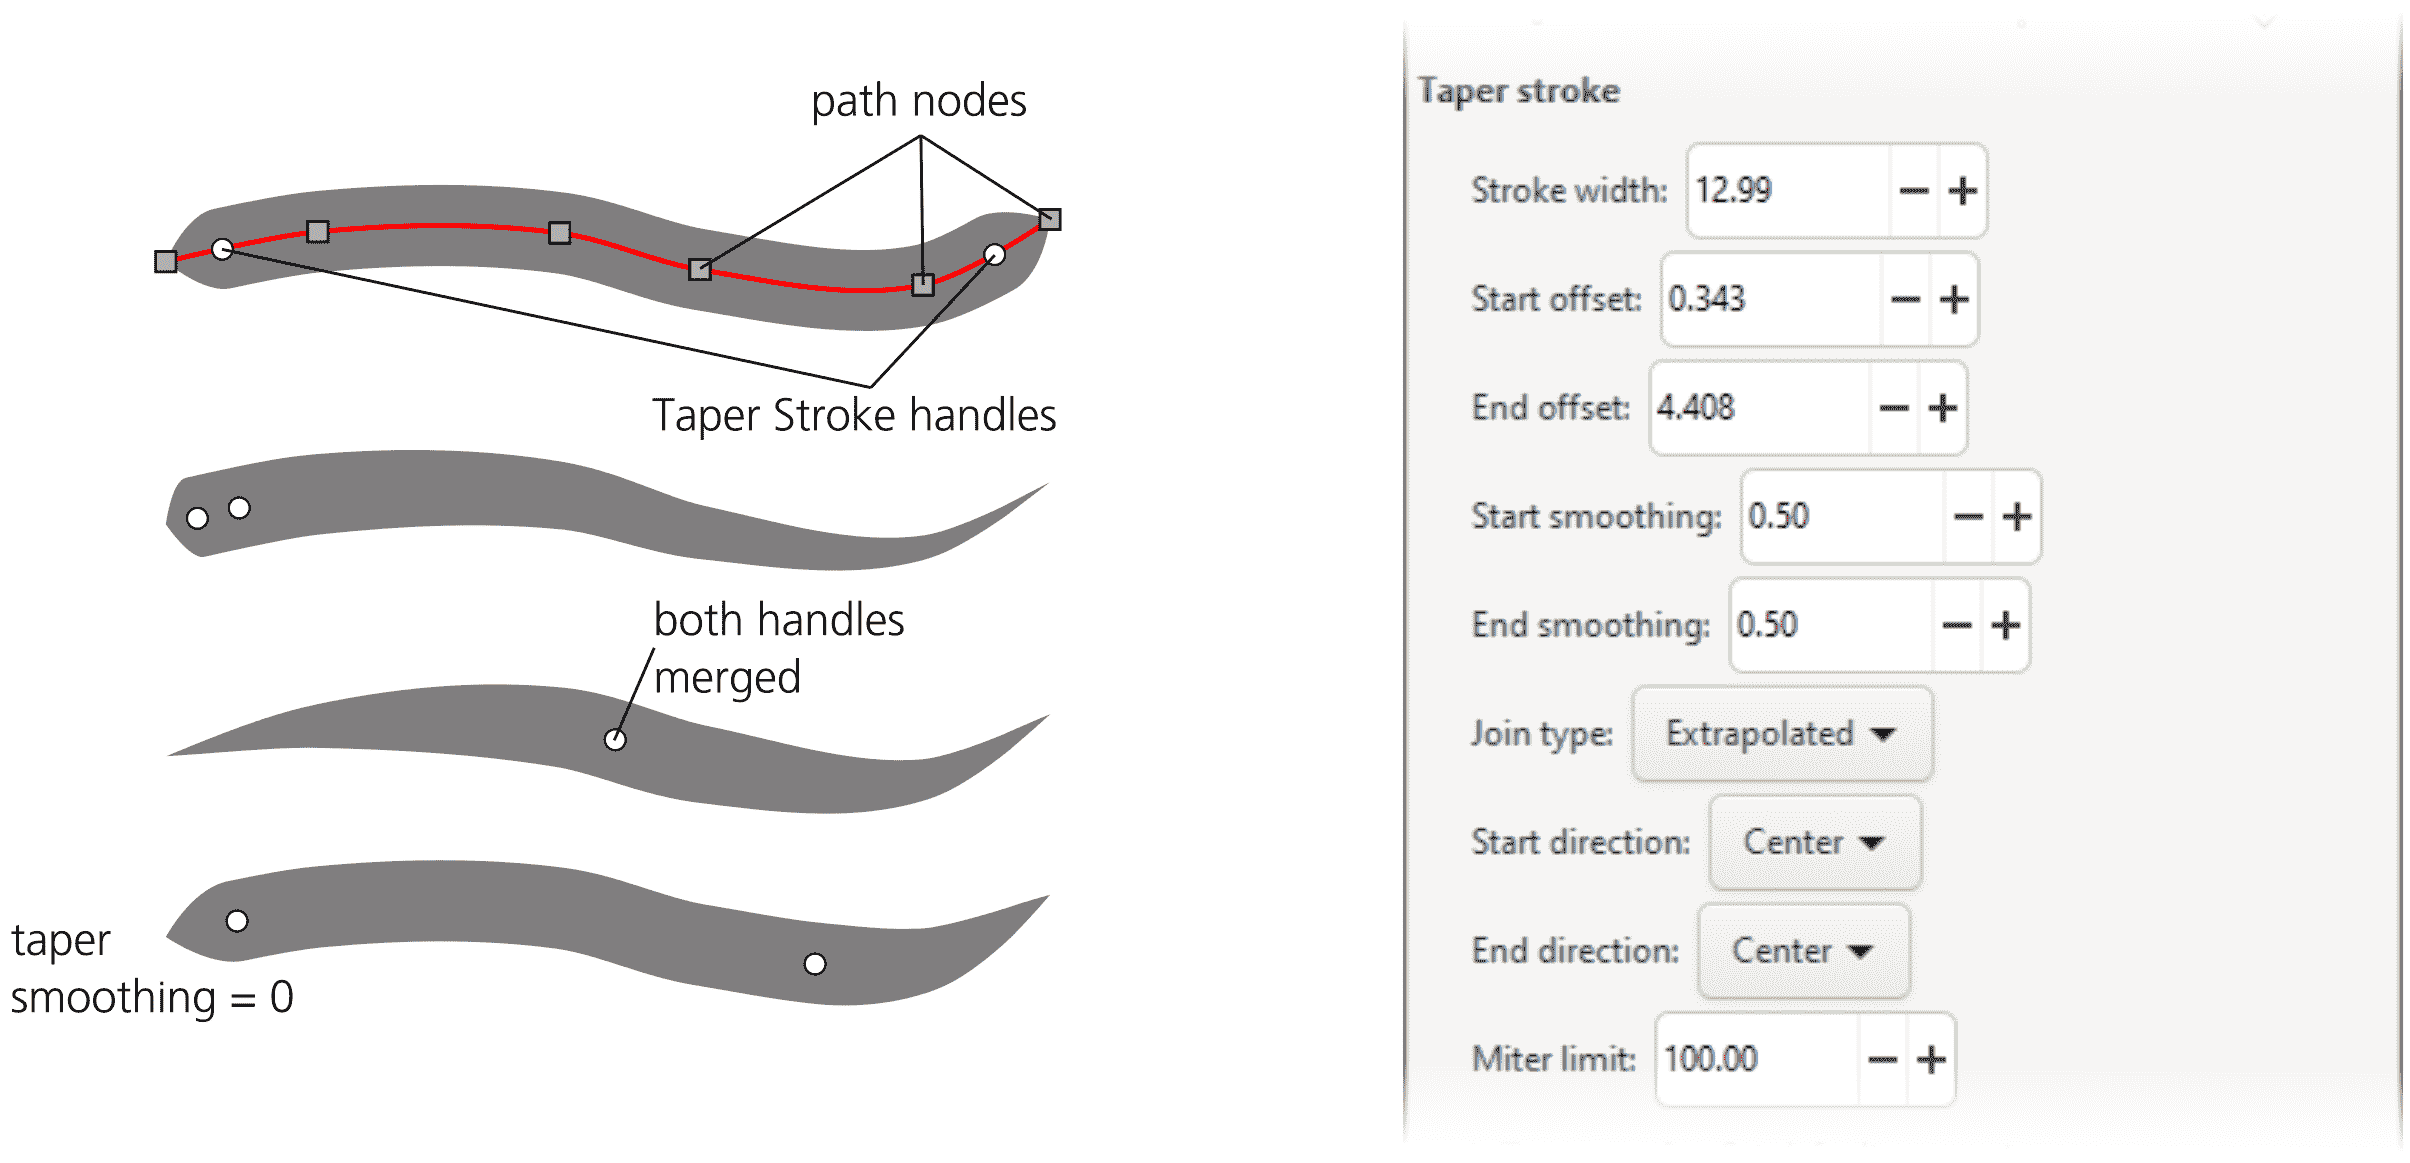 path nodes
Taper Stroke handles
both handles
merged
taper
smoothing = 0
Taper stroke
Stroke width: 12.99
Start offset: 0.343
End offset: 4.408
Start smoothing: 0.50
End smoothing: 0.50
Join type: Extrapolated
Start direction: Center
End direction: Center
Miter limit: 100.00